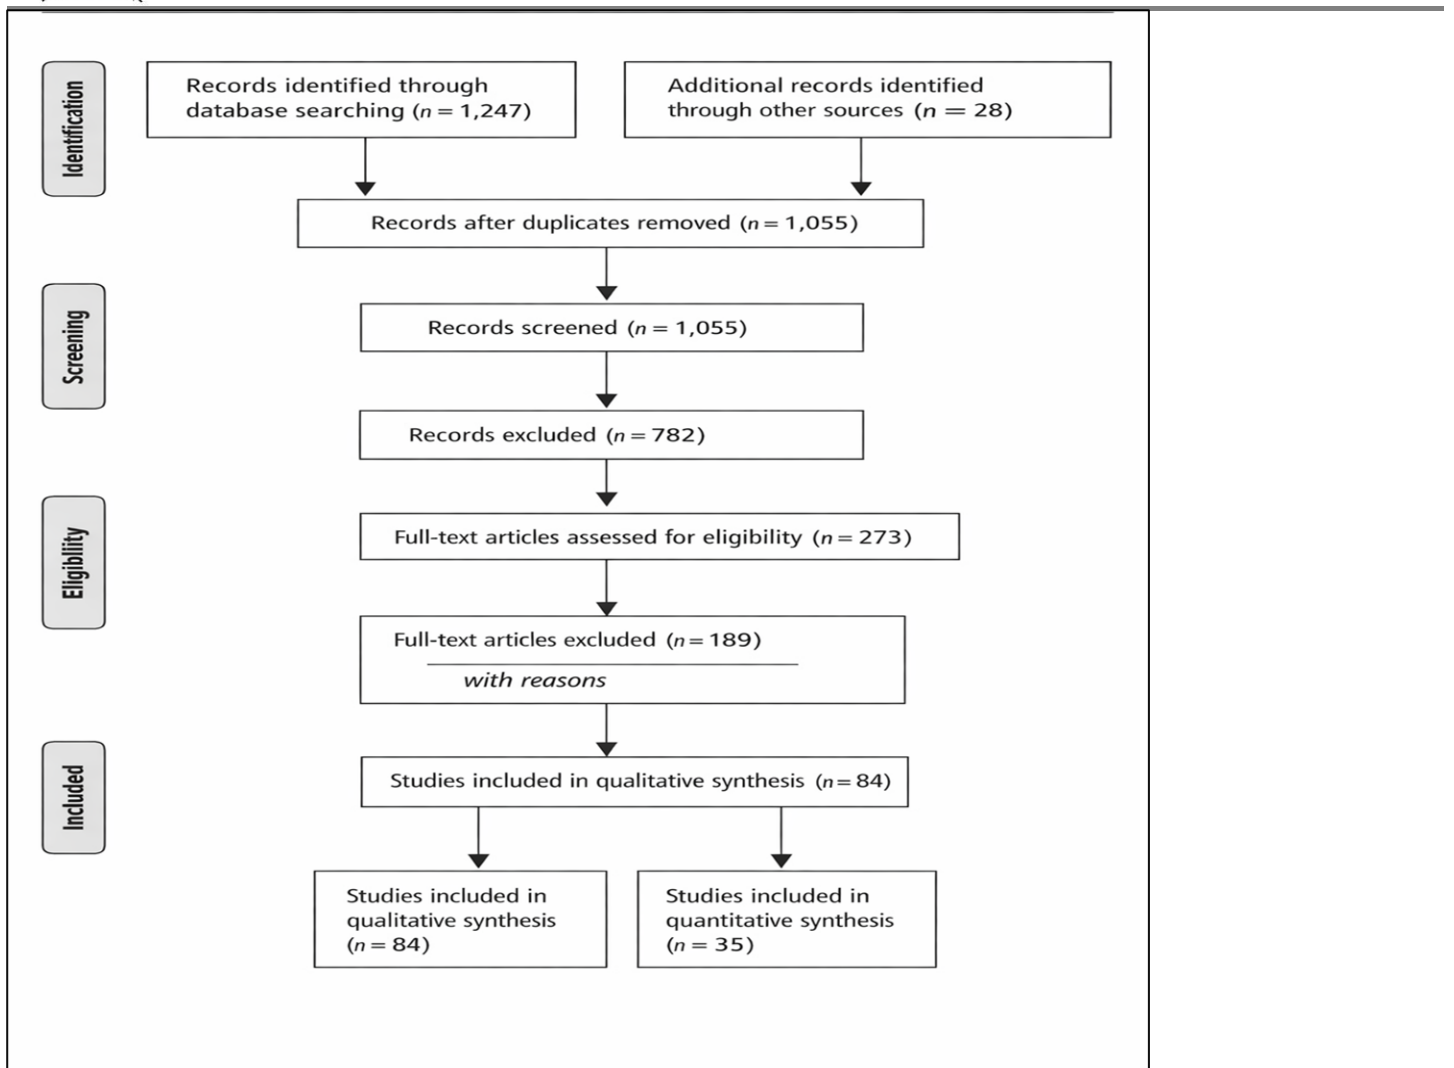 Identification
Records identified through
database searching (n = 1,247)
Additional records identified
through other sources (n = 28)
Records after duplicates removed (n = 1,055)
Screening
Records screened (n = 1,055)
Records excluded (n = 782)
Eligibility
Full-text articles assessed for eligibility (n = 273)
Full-text articles excluded (n = 189)
with reasons
Included
Studies included in qualitative synthesis (n = 84)
Studies included in
qualitative synthesis
(n = 84)
Studies included in
quantitative synthesis
(n = 35)